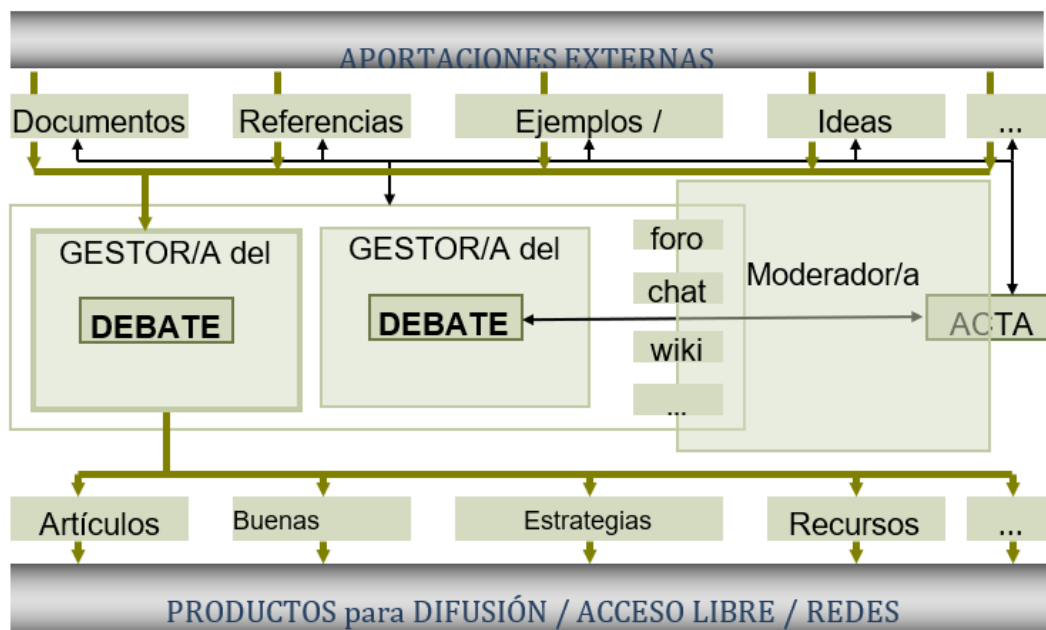 APORTACIONES EXTERNAS
Documentos
Referencias
Ejemplos /
Ideas
...
GESTOR/A del
DEBATE
GESTOR/A del
DEBATE
foro
chat
wiki
...
Moderador/a
ACTA
Artículos
Buenas
Estrategias
Recursos
...
PRODUCTOS para DIFUSIÓN / ACCESO LIBRE / REDES